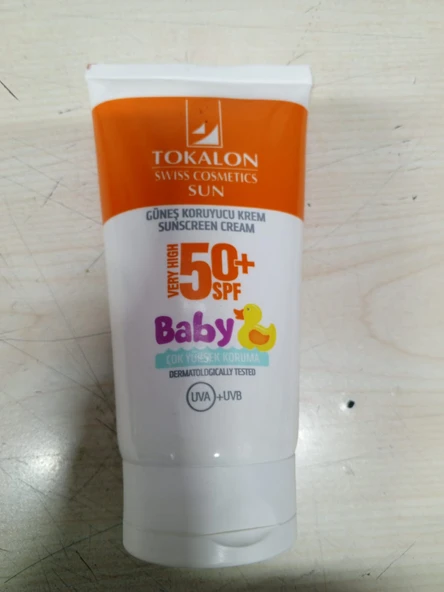 TOKALON
SWISS COSMETICS
SUN
GÜNEŞ KORUYUCU KREM
SUNSCREEN CREAM
VERY HIGH
50+
SPF
Baby
ÇOK YÜKSEK KORUMA
DERMATOLOGICALLY TESTED
UVA +UVB